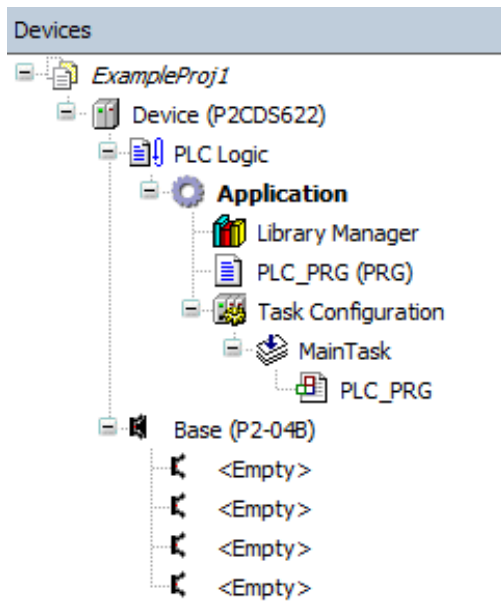 Devices
ExampleProj1
Device (P2CDS622)
PLC Logic
Application
Library Manager
PLC_PRG (PRG)
Task Configuration
MainTask
PLC_PRG
Base (P2-04B)
<Empty>
<Empty>
<Empty>
<Empty>